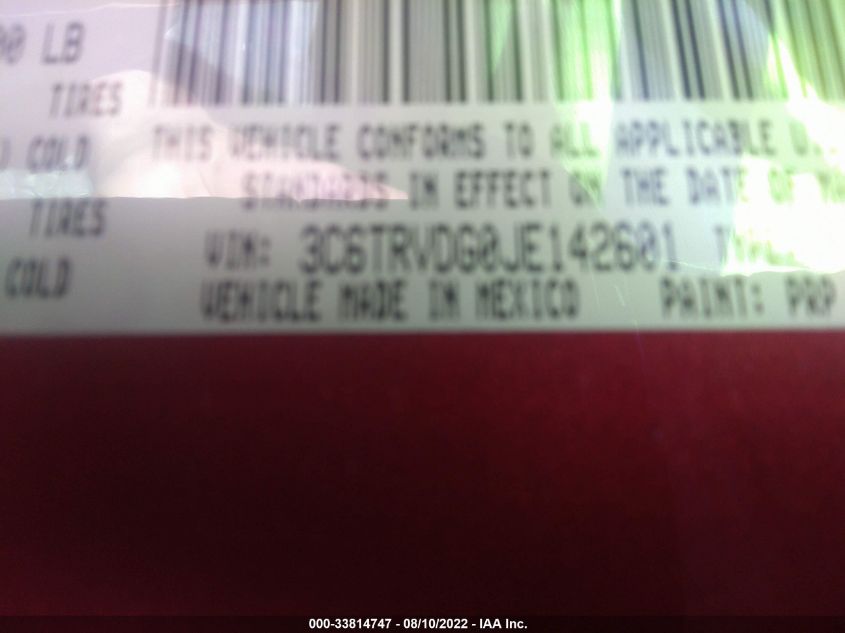 00 LB
TIRES
COLD
THIS VEHICLE CONFORMS TO ALL APPLICABLE
STANDARDS IN EFFECT ON THE DATE OF
TIRES
VIN: 3C6TRVDG0JE142601
COLD
VEHICLE MADE IN MEXICO PAINT: PRP
000-33814747 - 08/10/2022 - IAA Inc.